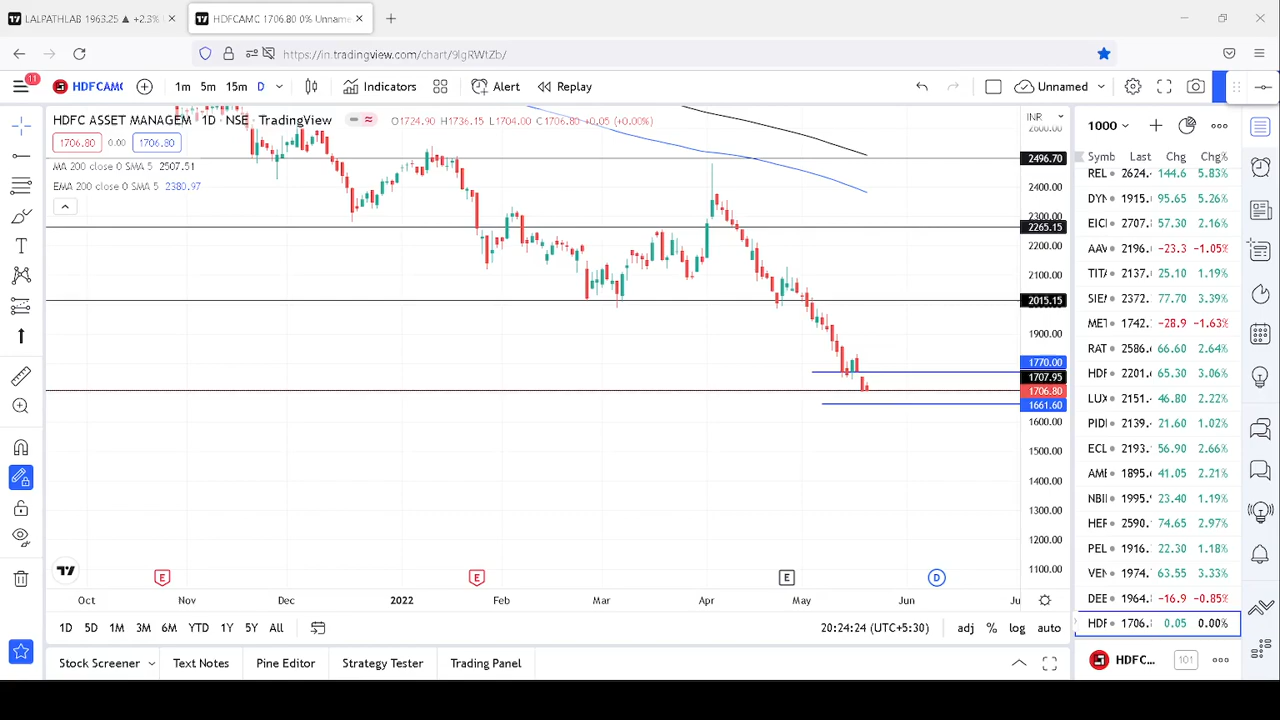 LALPATHLAB 1963.25 ▲ +2.3%
HDFCAMC 1706.80 0% Unname
https://in.tradingview.com/chart/9lgRWtZb/
11
HDFCAMC
1m 5m 15m D
Indicators
Alert
Replay
Unnamed
HDFC ASSET MANAGEM 1D NSE TradingView
O1724.90 H1736.15 L1704.00 C1706.80 +0.05 (+0.00%)
1706.80 0.00 1706.80
MA 200 close 0 SMA 5 2507.51
EMA 200 close 0 SMA 5 2380.97
INR
2600.00
2496.70
2400.00
2300.00
2265.15
2200.00
2100.00
2015.15
1900.00
1770.00
1707.95
1706.80
1661.60
1600.00
1500.00
1400.00
1300.00
1200.00
1100.00
E E E D
Oct Nov Dec 2022 Feb Mar Apr May Jun Ju
1D 5D 1M 3M 6M YTD 1Y 5Y All
20:24:24 (UTC+5:30)
adj % log auto
Stock Screener Text Notes Pine Editor Strategy Tester Trading Panel
1000
Symb Last Chg Chg%
REL 2624. 144.6 5.83%
DYN 1915. 95.65 5.26%
EICI 2707. 57.30 2.16%
AAV 2196. -23.3 -1.05%
TITA 2137. 25.10 1.19%
SIE 2372. 77.70 3.39%
MET 1742. -28.9 -1.63%
RAT 2586. 66.60 2.64%
HDF 2201. 65.30 3.06%
LUX 2151. 46.80 2.22%
PIDI 2139. 21.60 1.02%
ECL 2193. 56.90 2.66%
AME 1895. 41.05 2.21%
NBI 1995. 23.40 1.19%
HER 2590. 74.65 2.97%
PEL 1916. 22.30 1.18%
VEN 1974. 63.55 3.33%
DEE 1964. -16.9 -0.85%
HDF 1706. 0.05 0.00%
HDFC... 101